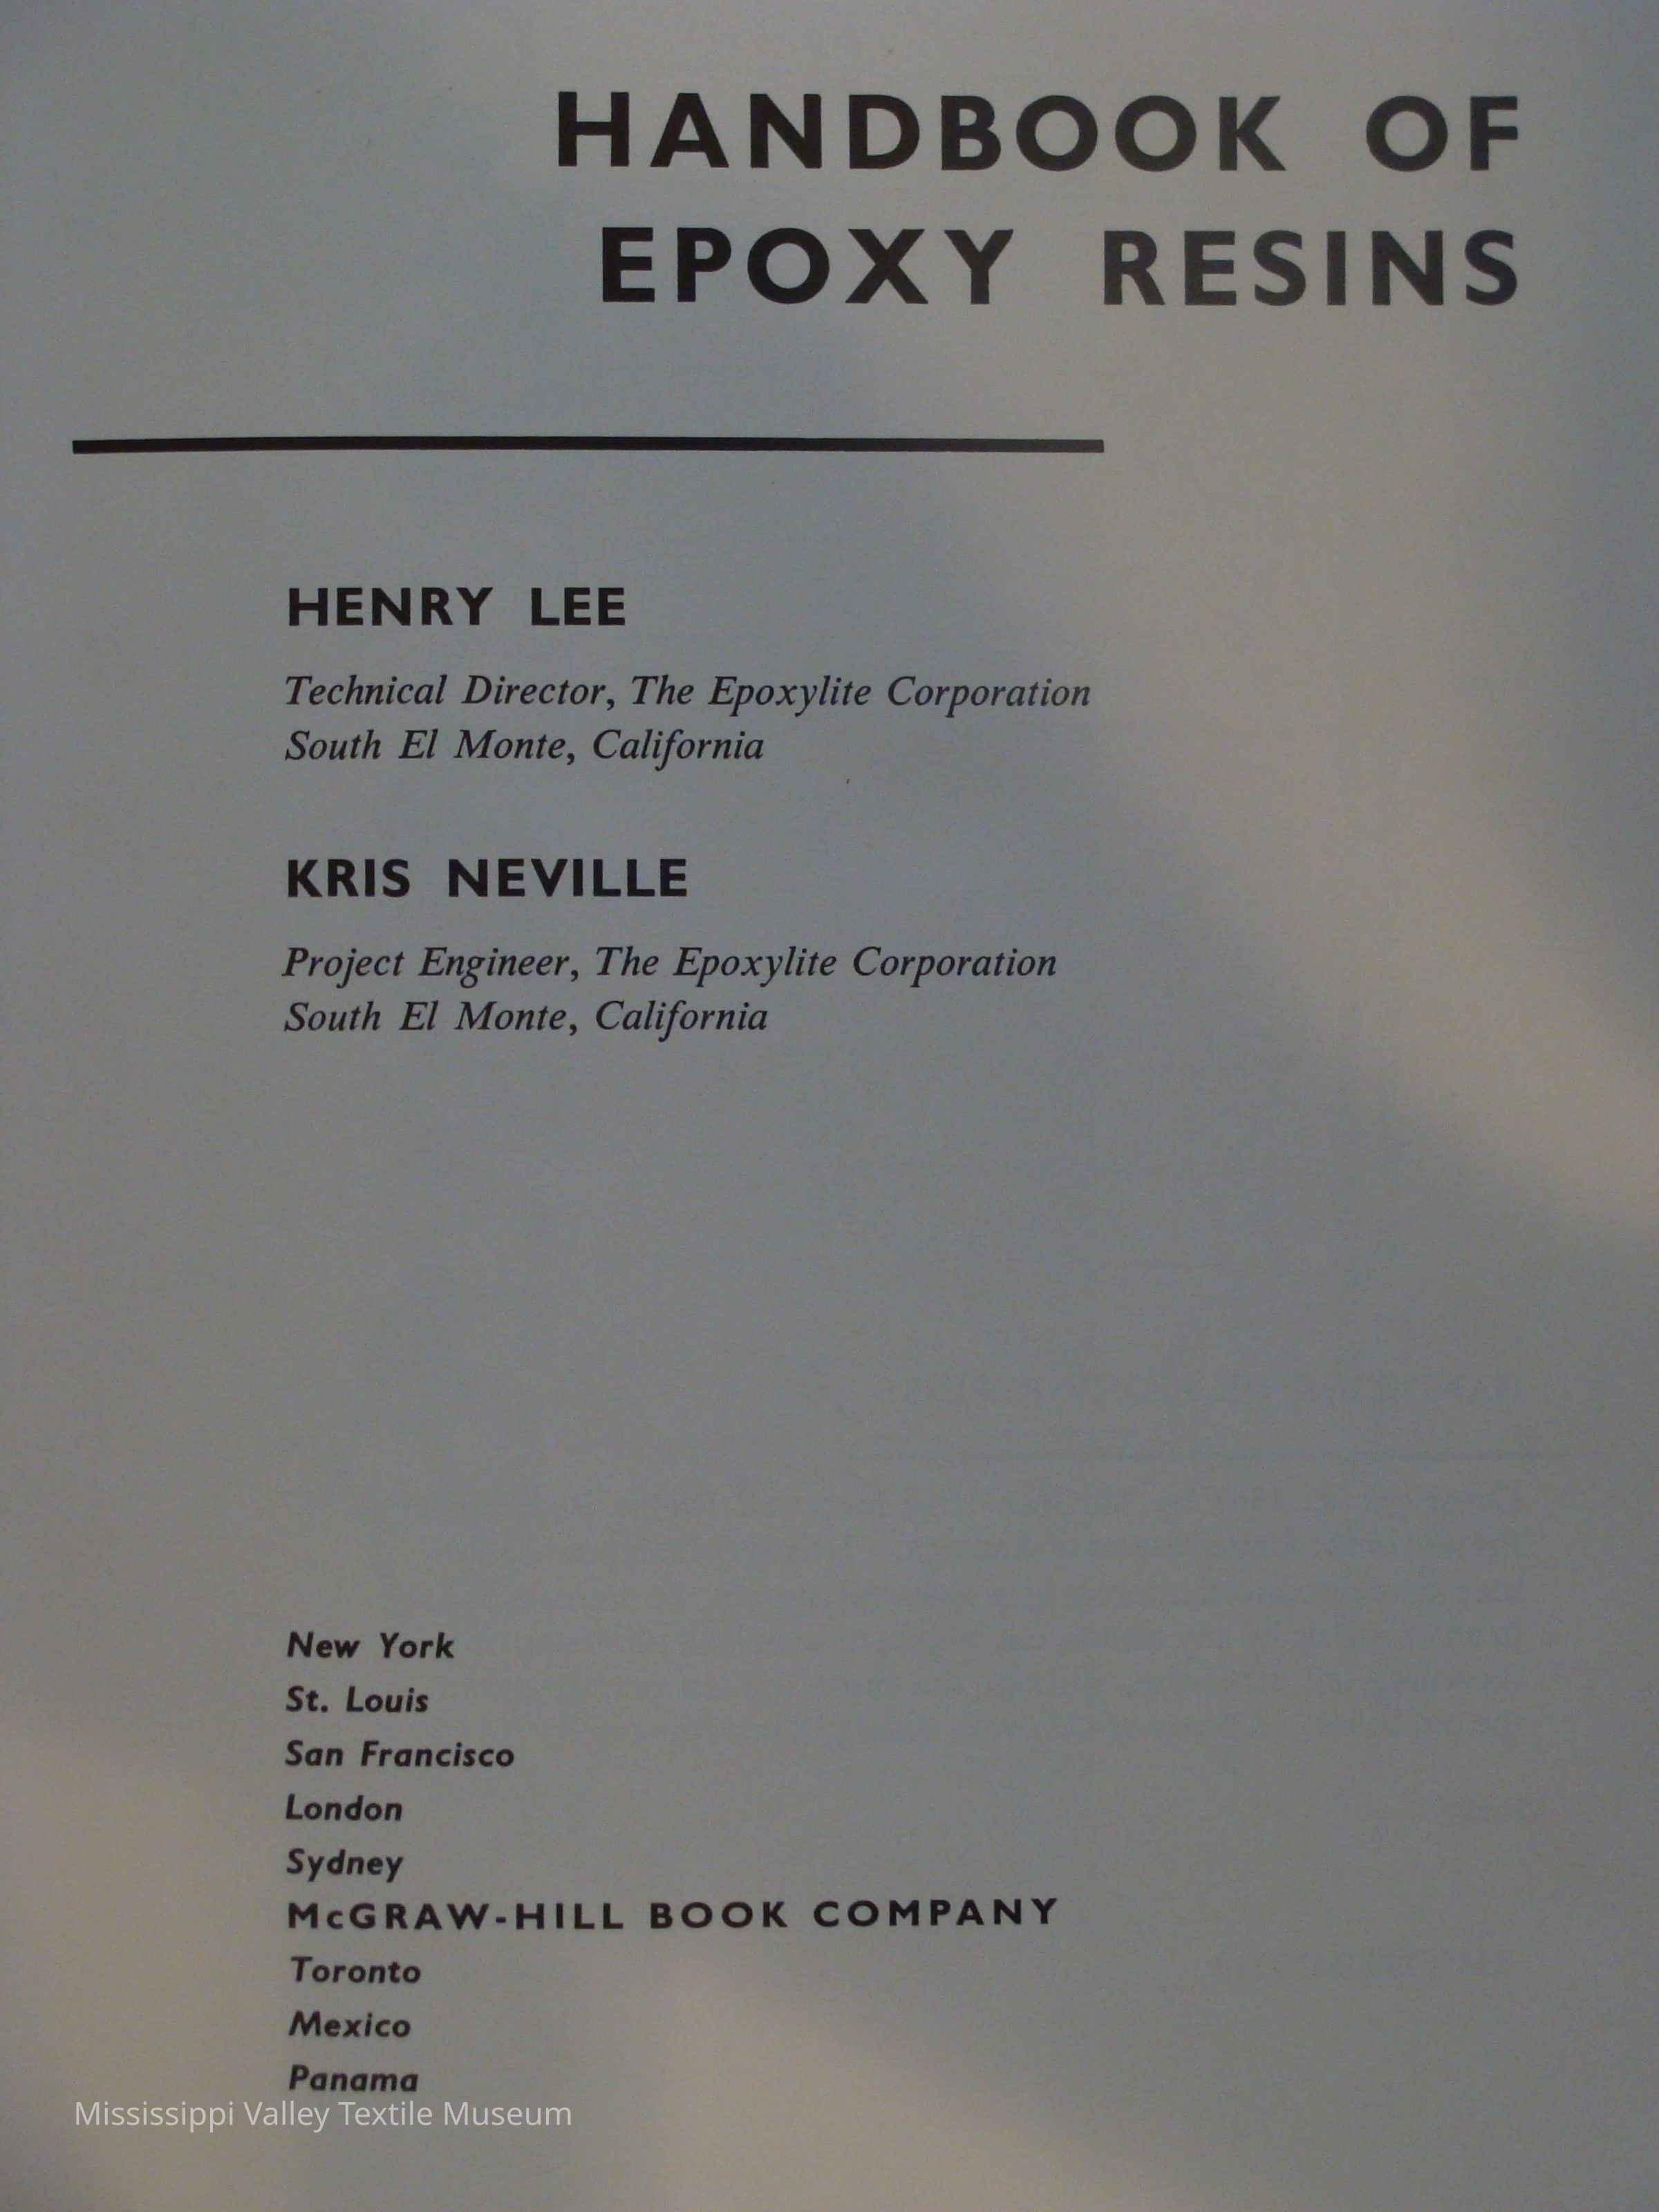 HANDBOOK OF
EPOXY RESINS
HENRY LEE
Technical Director, The Epoxylite Corporation
South El Monte, California
KRIS NEVILLE
Project Engineer, The Epoxylite Corporation
South El Monte, California
New York
St. Louis
San Francisco
London
Sydney
McGRAW-HILL BOOK COMPANY
Toronto
Mexico
Panama
Mississippi Valley Textile Museum